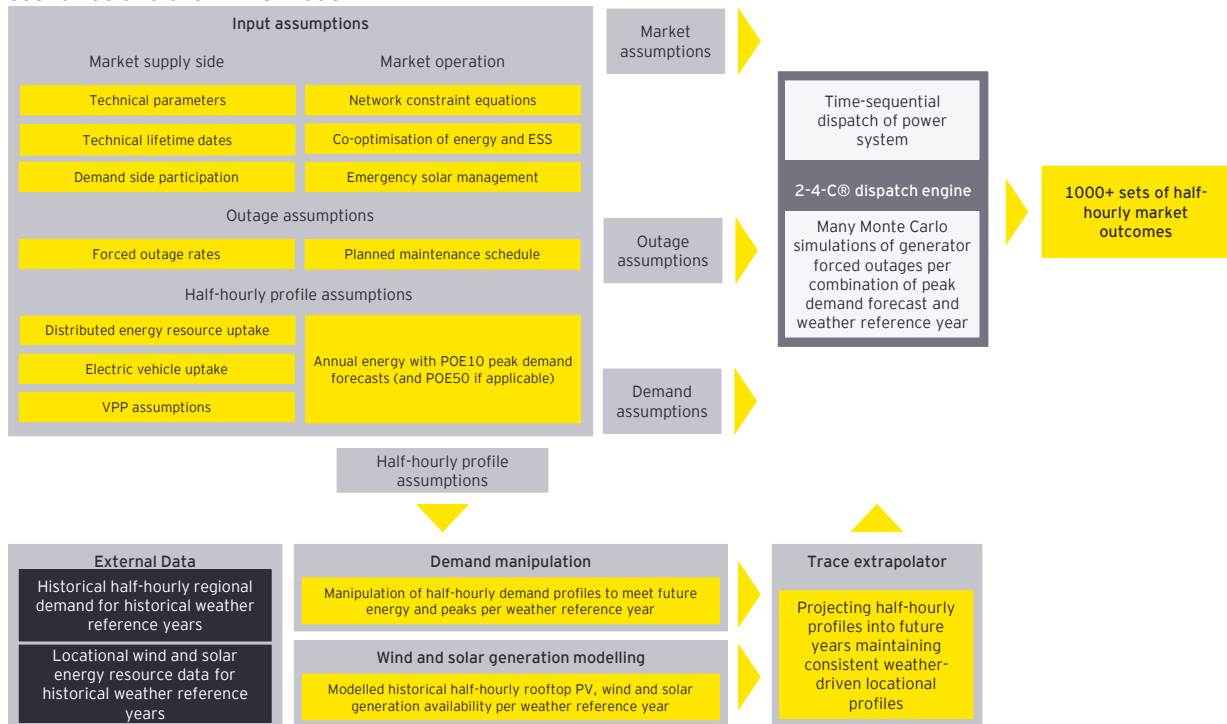 Input assumptions
Market supply side
Market operation
Technical parameters
Network constraint equations
Technical lifetime dates
Co-optimisation of energy and ESS
Demand side participation
Emergency solar management
Outage assumptions
Forced outage rates
Planned maintenance schedule
Half-hourly profile assumptions
Distributed energy resource uptake
Electric vehicle uptake
VPP assumptions
Annual energy with POE10 peak demand
forecasts (and POE50 if applicable)
Market
assumptions
Outage
assumptions
Demand
assumptions
Time-sequential
dispatch of power
system
2-4-C® dispatch engine
Many Monte Carlo
simulations of generator
forced outages per
combination of peak
demand forecast and
weather reference year
1000+ sets of half-
hourly market
outcomes
Half-hourly profile
assumptions
External Data
Historical half-hourly regional
demand for historical weather
reference years
Locational wind and solar
energy resource data for
historical weather reference
years
Demand manipulation
Manipulation of half-hourly demand profiles to meet future
energy and peaks per weather reference year
Wind and solar generation modelling
Modelled historical half-hourly rooftop PV, wind and solar
generation availability per weather reference year
Trace extrapolator
Projecting half-hourly
profiles into future
years maintaining
consistent weather-
driven locational
profiles